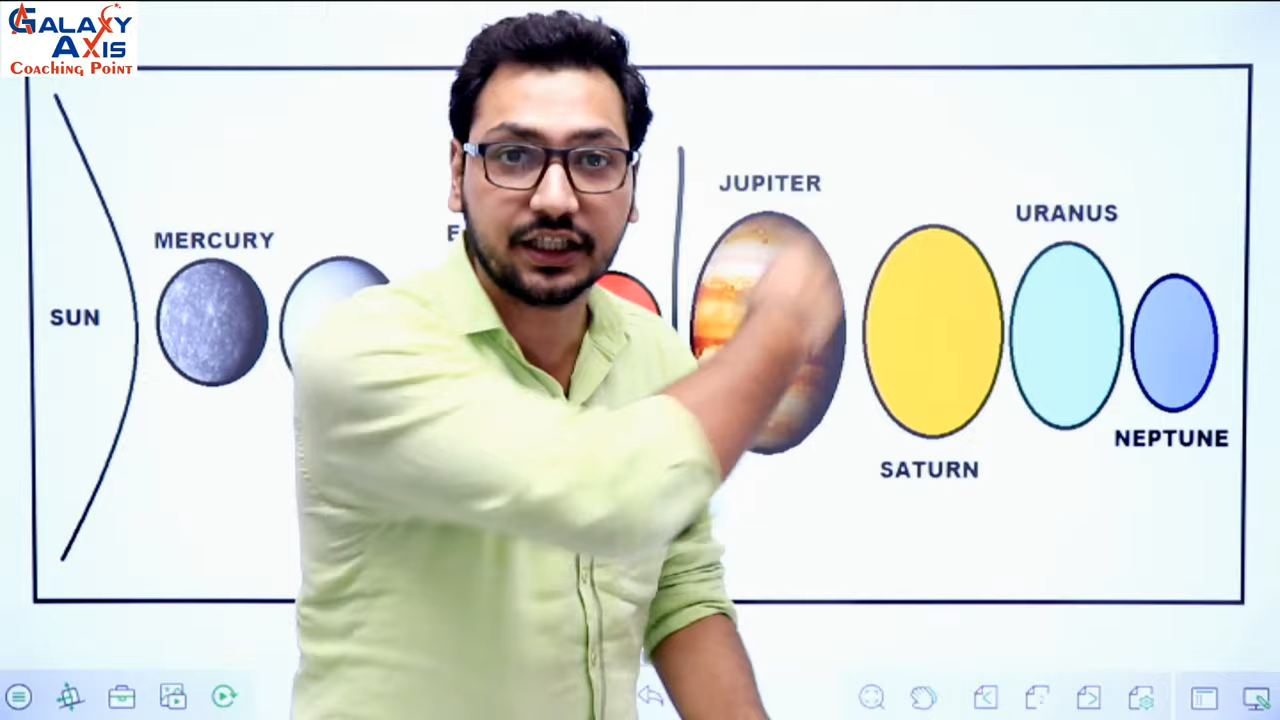 GALAXY
AXIS
COACHING POINT
JUPITER
URANUS
MERCURY
SUN
NEPTUNE
SATURN